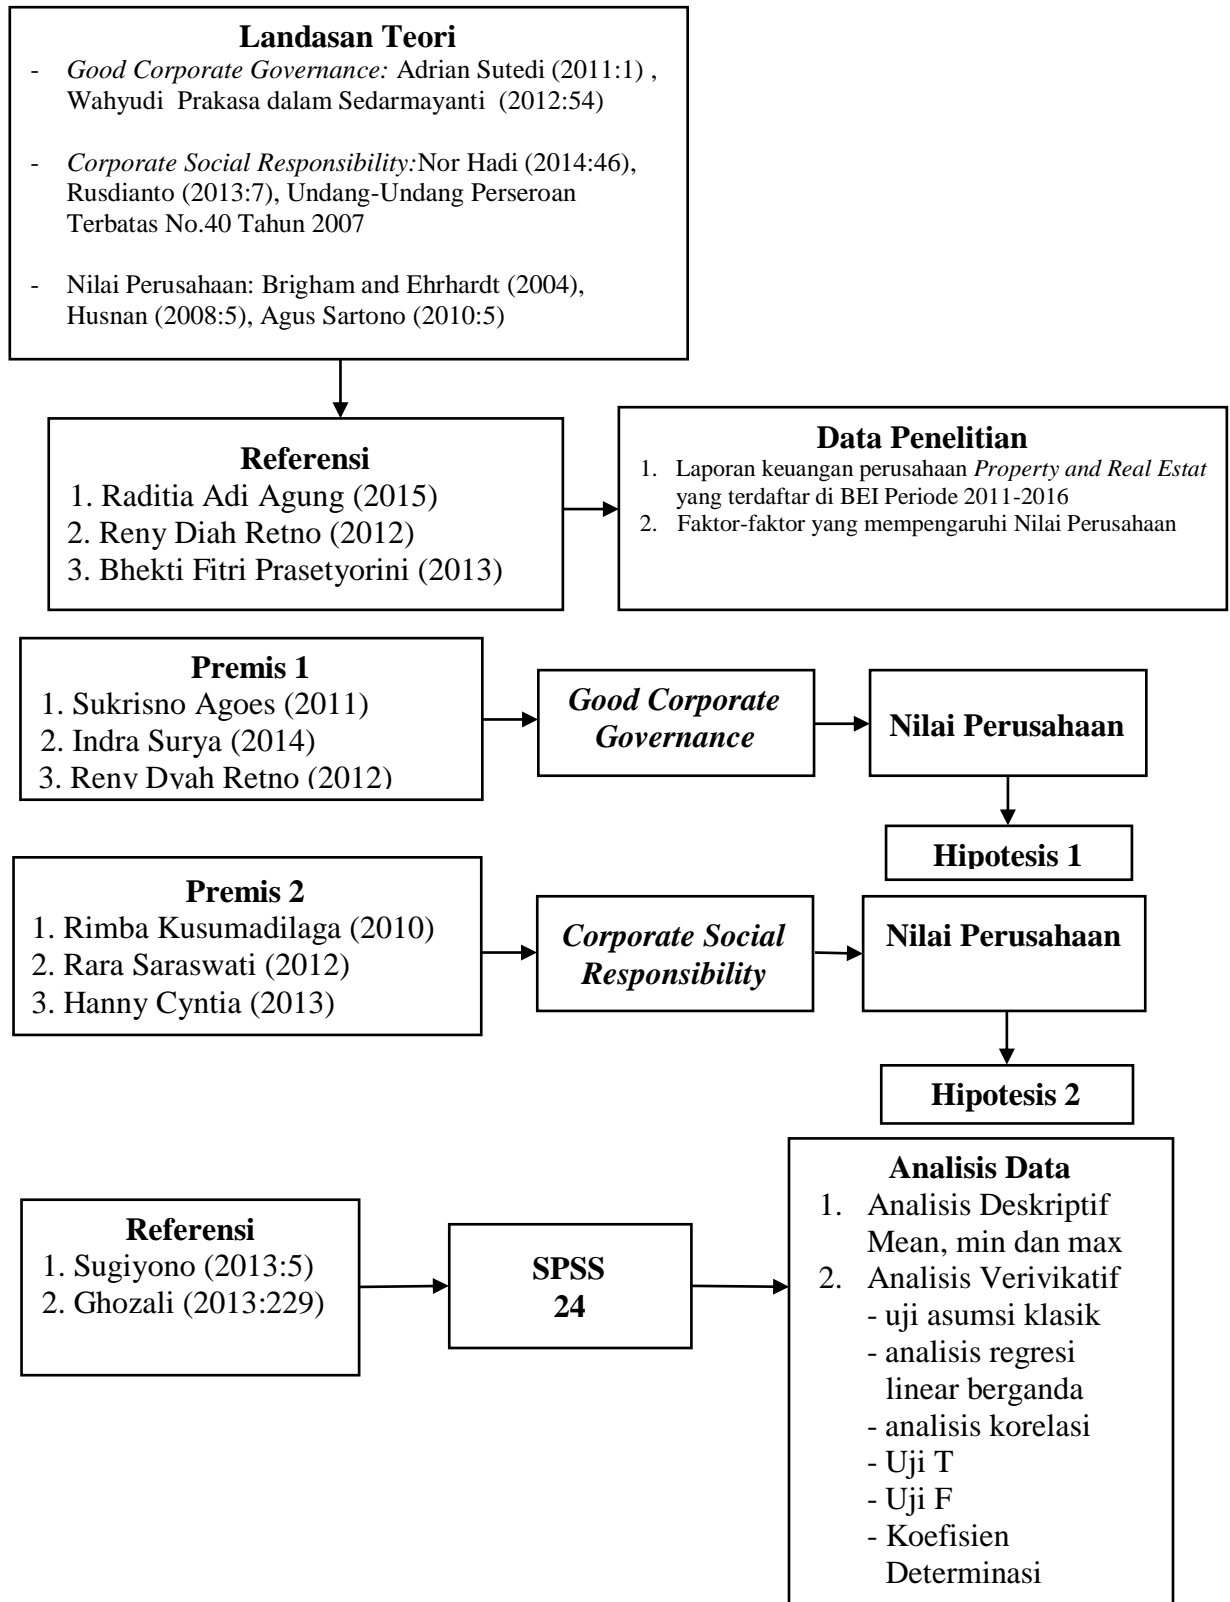 Landasan Teori
- Good Corporate Governance: Adrian Sutedi (2011:1) ,
Wahyudi Prakasa dalam Sedarmayanti (2012:54)
- Corporate Social Responsibility:Nor Hadi (2014:46),
Rusdianto (2013:7), Undang-Undang Perseroan
Terbatas No.40 Tahun 2007
- Nilai Perusahaan: Brigham and Ehrhardt (2004),
Husnan (2008:5), Agus Sartono (2010:5)
Referensi
1. Raditia Adi Agung (2015)
2. Reny Diah Retno (2012)
3. Bhekti Fitri Prasetyorini (2013)
Data Penelitian
1. Laporan keuangan perusahaan Property and Real Estat
yang terdaftar di BEI Periode 2011-2016
2. Faktor-faktor yang mempengaruhi Nilai Perusahaan
Premis 1
1. Sukrisno Agoes (2011)
2. Indra Surya (2014)
3. Reny Dyah Retno (2012)
Good Corporate
Governance
Nilai Perusahaan
Hipotesis 1
Premis 2
1. Rimba Kusumadilaga (2010)
2. Rara Saraswati (2012)
3. Hanny Cyntia (2013)
Corporate Social
Responsibility
Nilai Perusahaan
Hipotesis 2
Referensi
1. Sugiyono (2013:5)
2. Ghozali (2013:229)
SPSS
24
Analisis Data
1. Analisis Deskriptif
Mean, min dan max
2. Analisis Verivikatif
- uji asumsi klasik
- analisis regresi
linear berganda
- analisis korelasi
- Uji T
- Uji F
- Koefisien
Determinasi